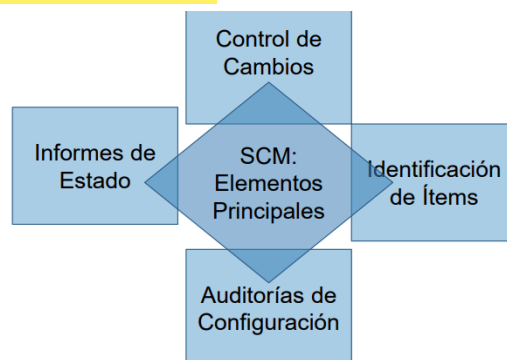 Control de
Cambios
Informes de
Estado
SCM:
Elementos
Principales
Identificación
de Ítems
Auditorías de
Configuración